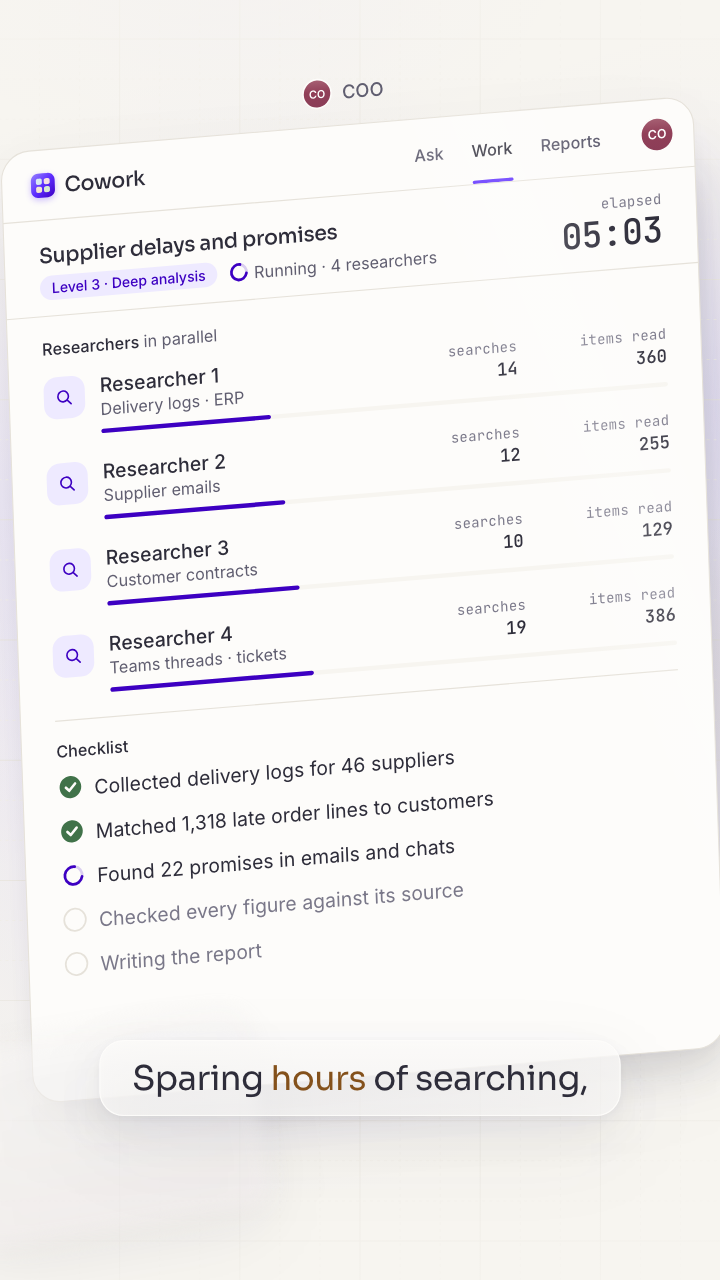 CO COO
Cowork
Ask Work Reports CO
Supplier delays and promises
Level 3 · Deep analysis
Running · 4 researchers
elapsed
05:03
Researchers in parallel
Researcher 1
Delivery logs · ERP
searches
14
items read
360
Researcher 2
Supplier emails
searches
12
items read
255
Researcher 3
Customer contracts
searches
10
items read
129
Researcher 4
Teams threads · tickets
searches
19
items read
386
Checklist
Collected delivery logs for 46 suppliers
Matched 1,318 late order lines to customers
Found 22 promises in emails and chats
Checked every figure against its source
Writing the report
Sparing hours of searching,